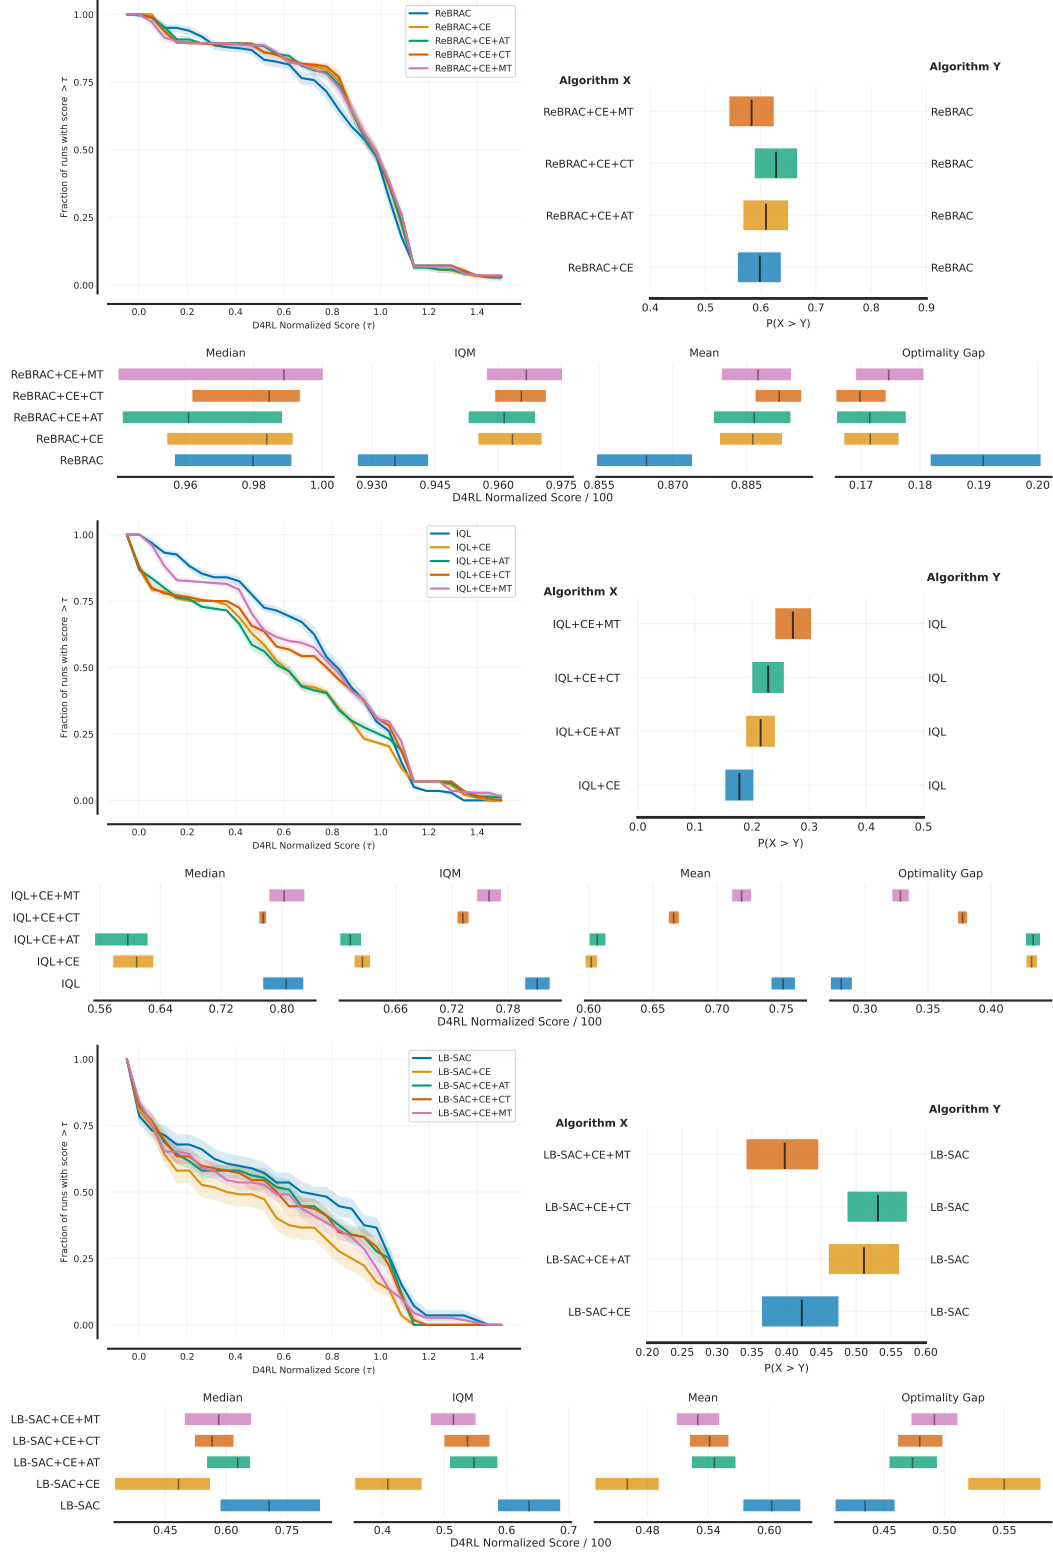 1.00
0.75
0.50
0.25
0.00
Fraction of runs with score > τ
0.0 0.2 0.4 0.6 0.8 1.0 1.2 1.4
D4RL Normalized Score (τ)
ReBRAC
ReBRAC+CE
ReBRAC+CE+AT
ReBRAC+CE+CT
ReBRAC+CE+MT
Algorithm X
Algorithm Y
ReBRAC+CE+MT ReBRAC
ReBRAC+CE+CT ReBRAC
ReBRAC+CE+AT ReBRAC
ReBRAC+CE ReBRAC
0.4 0.5 0.6 0.7 0.8 0.9
P(X > Y)
Median IQM Mean Optimality Gap
ReBRAC+CE+MT
ReBRAC+CE+CT
ReBRAC+CE+AT
ReBRAC+CE
ReBRAC
0.96 0.98 1.00 0.930 0.945 0.960 0.975 0.855 0.870 0.885 0.17 0.18 0.19 0.20
D4RL Normalized Score / 100
1.00
0.75
0.50
0.25
0.00
Fraction of runs with score > τ
0.0 0.2 0.4 0.6 0.8 1.0 1.2 1.4
D4RL Normalized Score (τ)
IQL
IQL+CE
IQL+CE+AT
IQL+CE+CT
IQL+CE+MT
Algorithm X
Algorithm Y
IQL+CE+MT IQL
IQL+CE+CT IQL
IQL+CE+AT IQL
IQL+CE IQL
0.0 0.1 0.2 0.3 0.4 0.5
P(X > Y)
Median IQM Mean Optimality Gap
IQL+CE+MT
IQL+CE+CT
IQL+CE+AT
IQL+CE
IQL
0.56 0.64 0.72 0.80 0.66 0.72 0.78 0.60 0.65 0.70 0.75 0.30 0.40
D4RL Normalized Score / 100
1.00
0.75
0.50
0.25
0.00
Fraction of runs with score > τ
0.0 0.2 0.4 0.6 0.8 1.0 1.2 1.4
D4RL Normalized Score (τ)
LB-SAC
LB-SAC+CE
LB-SAC+CE+AT
LB-SAC+CE+CT
LB-SAC+CE+MT
Algorithm X
Algorithm Y
LB-SAC+CE+MT LB-SAC
LB-SAC+CE+CT LB-SAC
LB-SAC+CE+AT LB-SAC
LB-SAC+CE LB-SAC
0.20 0.25 0.30 0.35 0.40 0.45 0.50 0.55 0.60
P(X > Y)
Median IQM Mean Optimality Gap
LB-SAC+CE+MT
LB-SAC+CE+CT
LB-SAC+CE+AT
LB-SAC+CE
LB-SAC
0.45 0.60 0.75 0.4 0.5 0.6 0.7 0.48 0.54 0.60 0.45 0.50 0.55
D4RL Normalized Score / 100